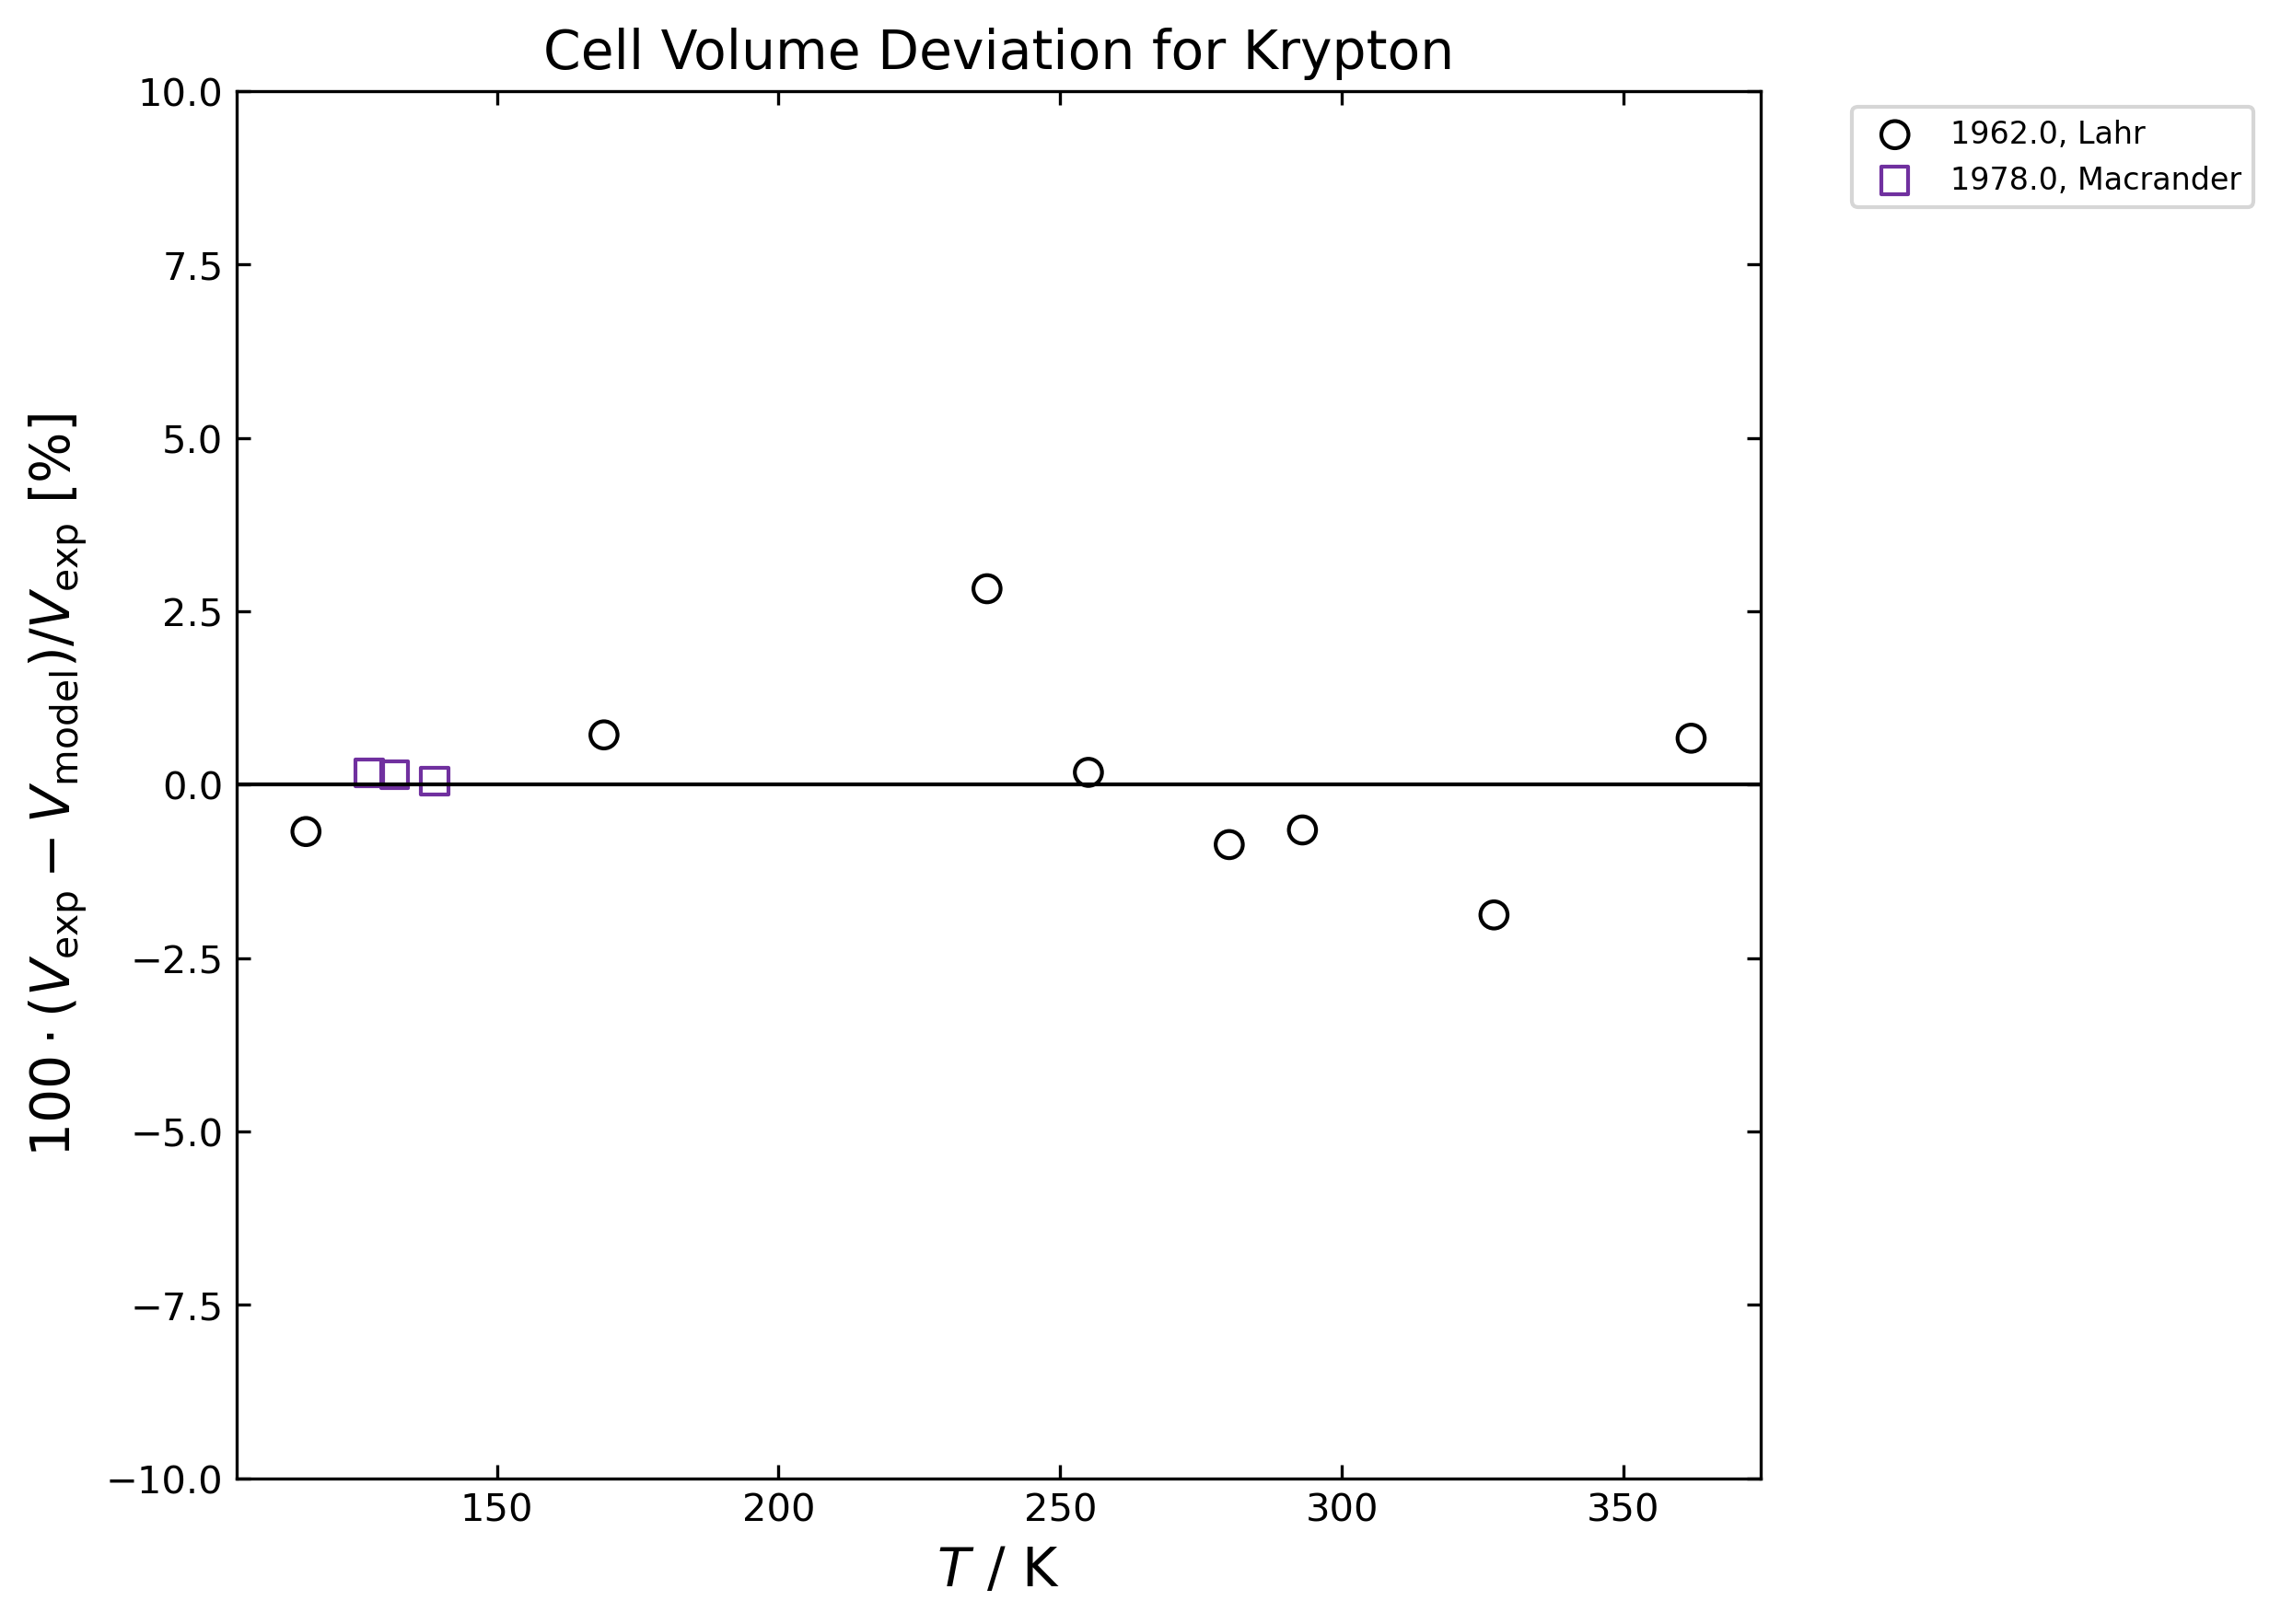 Cell Volume Deviation for Krypton
10.0
7.5
5.0
2.5
0.0
−2.5
−5.0
−7.5
−10.0
100 · (Vexp − Vmodel)/Vexp [%]
150 200 250 300 350
T / K
1962.0, Lahr
1978.0, Macrander